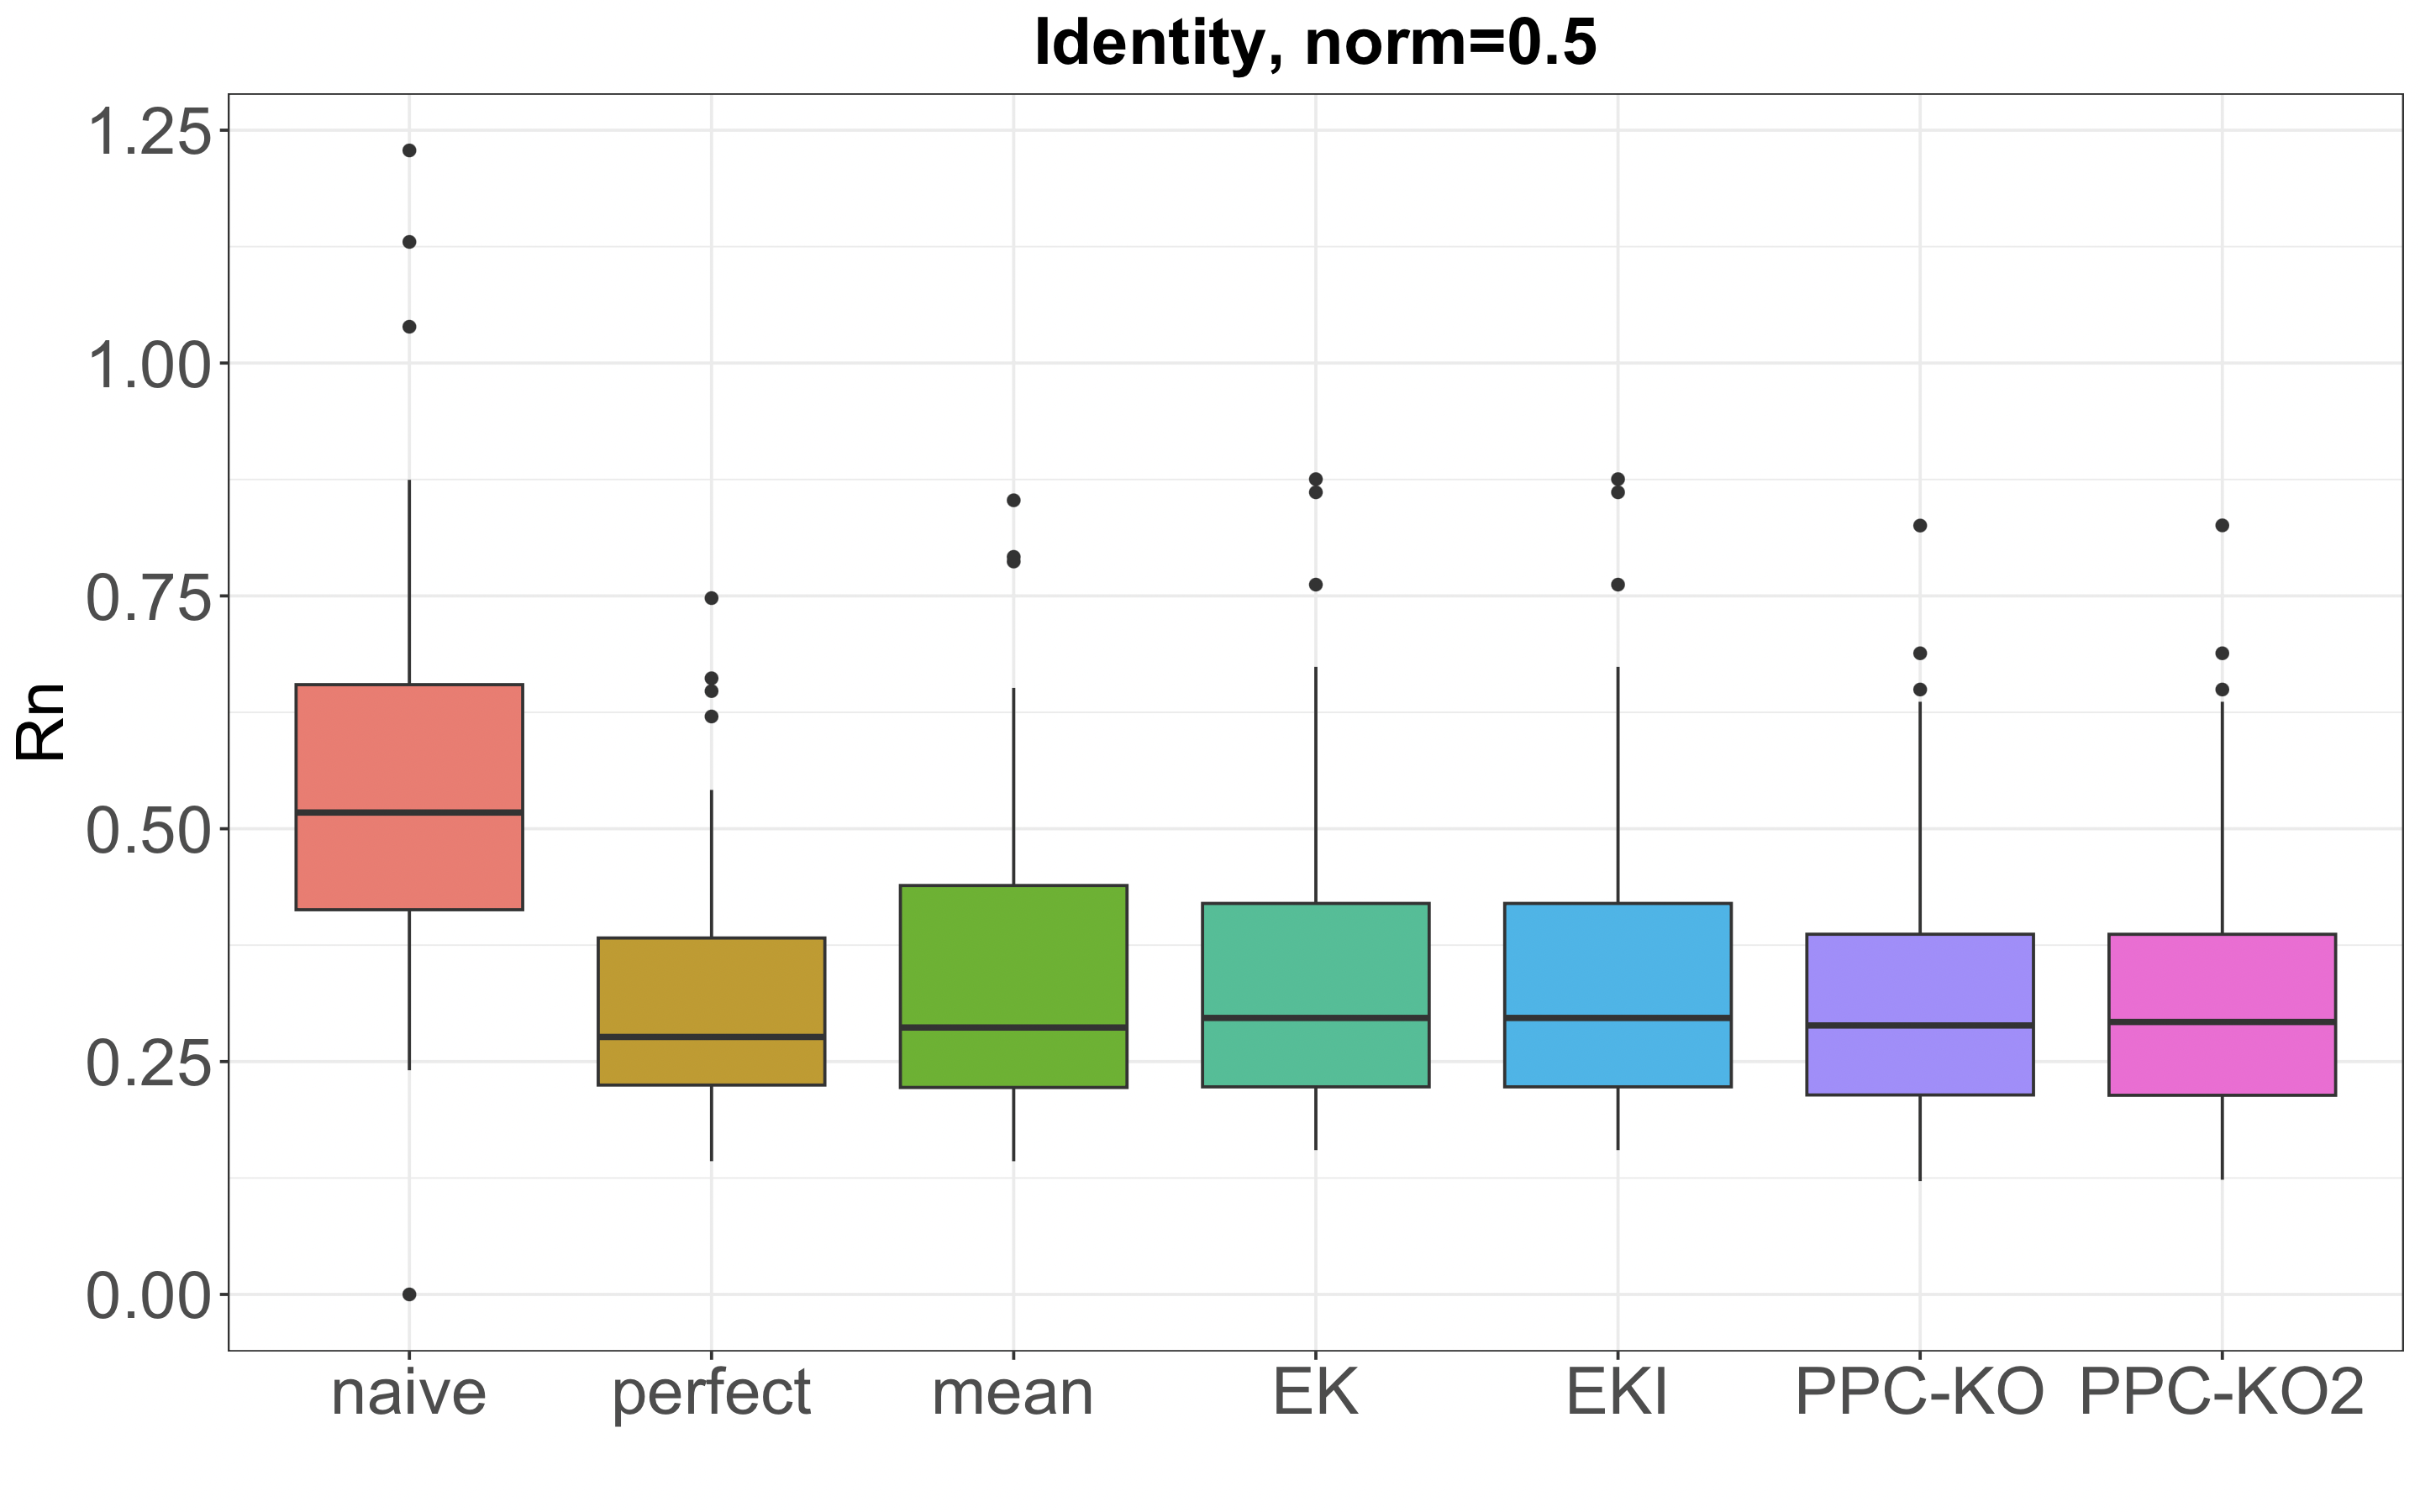 Identity, norm=0.5
1.25
1.00
0.75
0.50
0.25
0.00
Rn
naive perfect mean EK EKI PPC-KO PPC-KO2